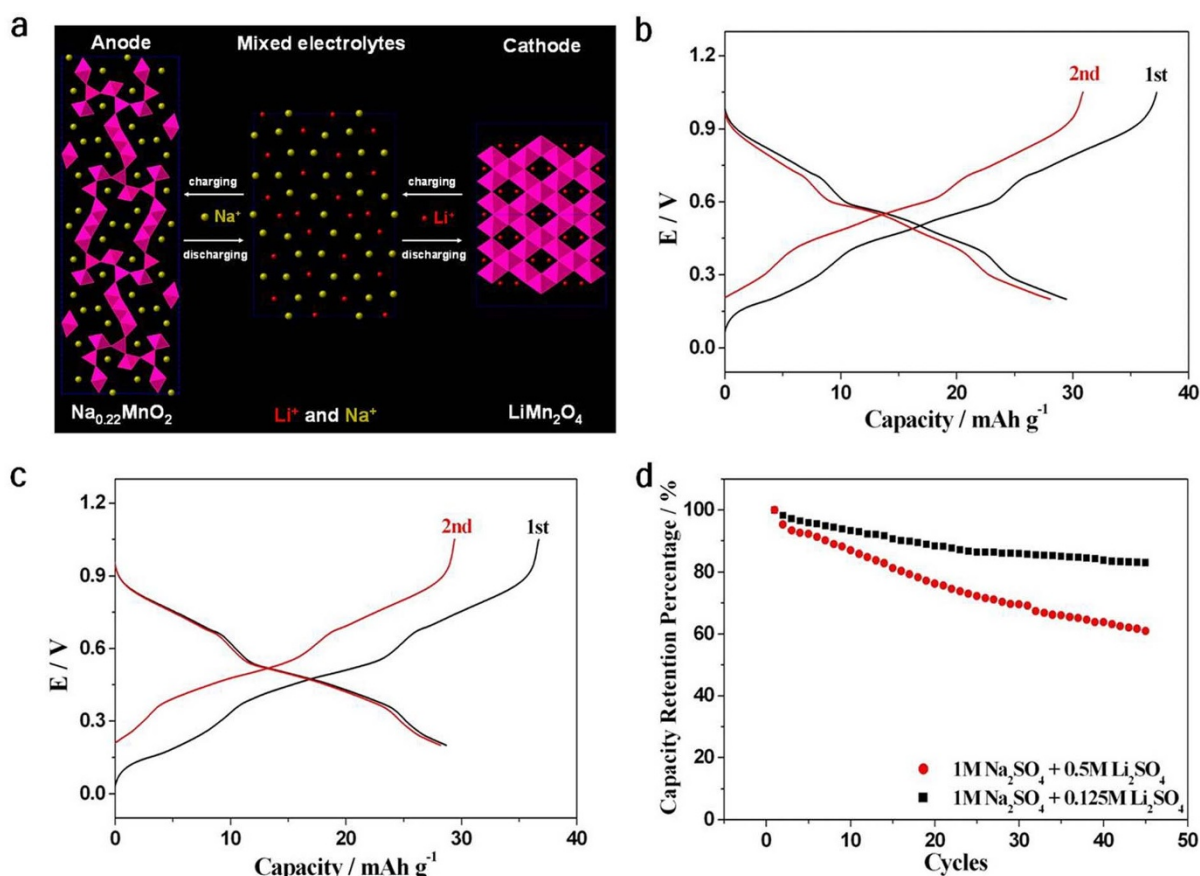 a
Anode Mixed electrolytes Cathode
charging charging
Na⁺ Li⁺
discharging discharging
Na₀.₂₂MnO₂ Li⁺ and Na⁺ LiMn₂O₄
b
1.2
0.9
0.6
0.3
0.0
E / V
2nd 1st
0 10 20 30 40
Capacity / mAh g⁻¹
c
1.2
0.9
0.6
0.3
0.0
E / V
2nd 1st
0 10 20 30 40
Capacity / mAh g⁻¹
d
100
80
60
40
20
0
Capacity Retention Percentage / %
1M Na₂SO₄ + 0.5M Li₂SO₄
1M Na₂SO₄ + 0.125M Li₂SO₄
0 10 20 30 40 50
Cycles